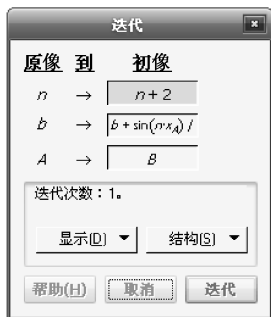 迭代
原像 到 初像
n → n + 2
b → b + sin(n·x_A) /
A → B
迭代次数：1。
显示(D) 结构(S)
帮助(H) 取消 迭代